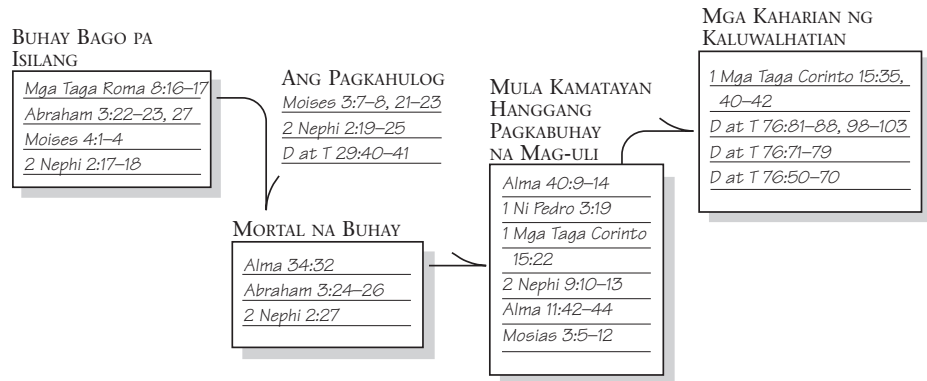 BUHAY BAGO PA
ISILANG
Mga Taga Roma 8:16–17
Abraham 3:22–23, 27
Moises 4:1–4
2 Nephi 2:17–18
ANG PAGKAHULOG
Moises 3:7–8, 21–23
2 Nephi 2:19–25
D at T 29:40–41
MORTAL NA BUHAY
Alma 34:32
Abraham 3:24–26
2 Nephi 2:27
MULA KAMATAYAN
HANGGANG
PAGKABUHAY
NA MAG-ULI
Alma 40:9–14
1 Ni Pedro 3:19
1 Mga Taga Corinto
15:22
2 Nephi 9:10–13
Alma 11:42–44
Mosias 3:5–12
MGA KAHARIAN NG
KALUWALHATIAN
1 Mga Taga Corinto 15:35,
40–42
D at T 76:81–88, 98–103
D at T 76:71–79
D at T 76:50–70